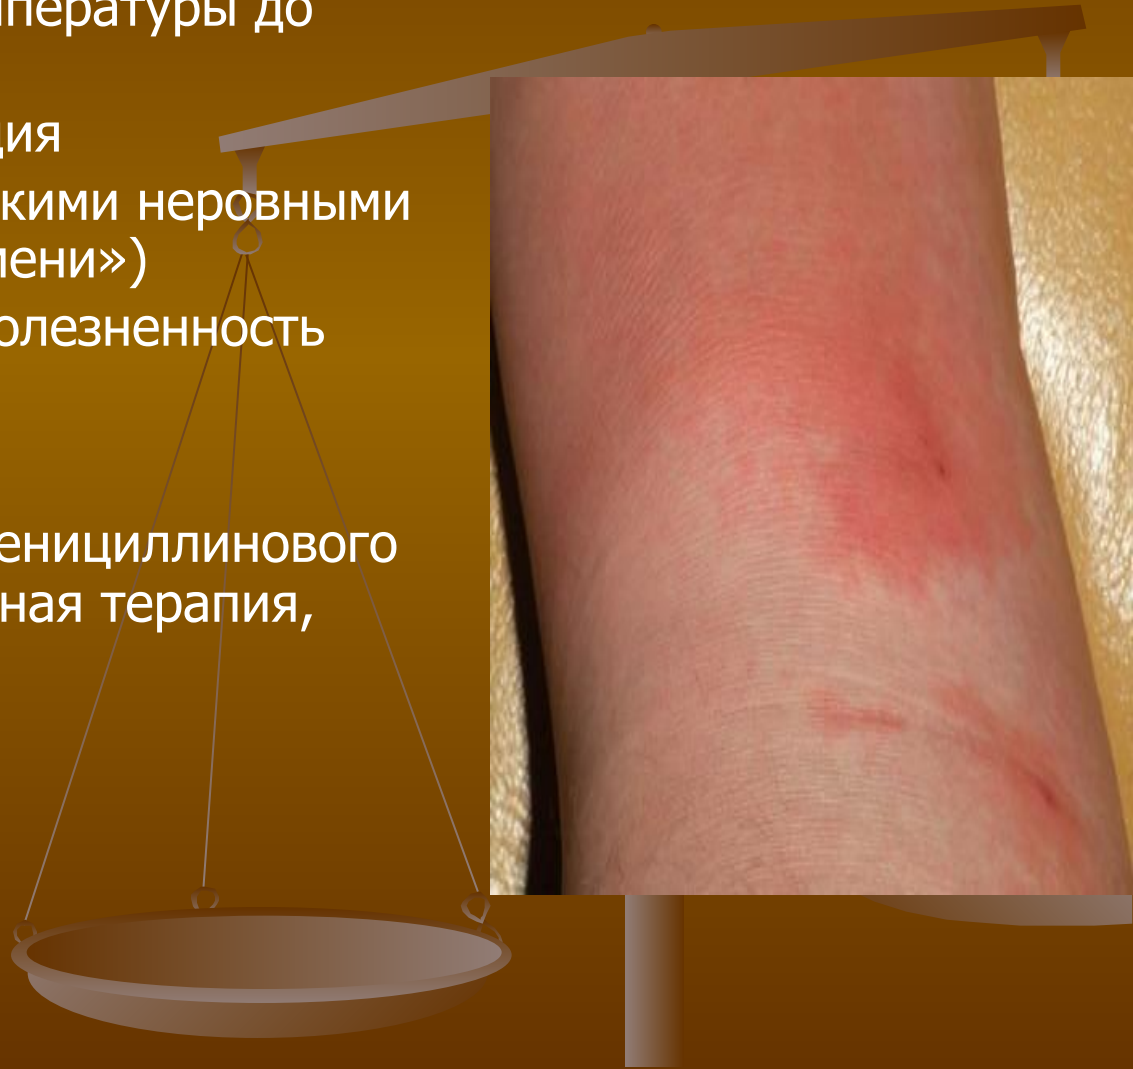 пературы до
ция
кими неровными
мени»)
олезненность
енициллинового
ная терапия,